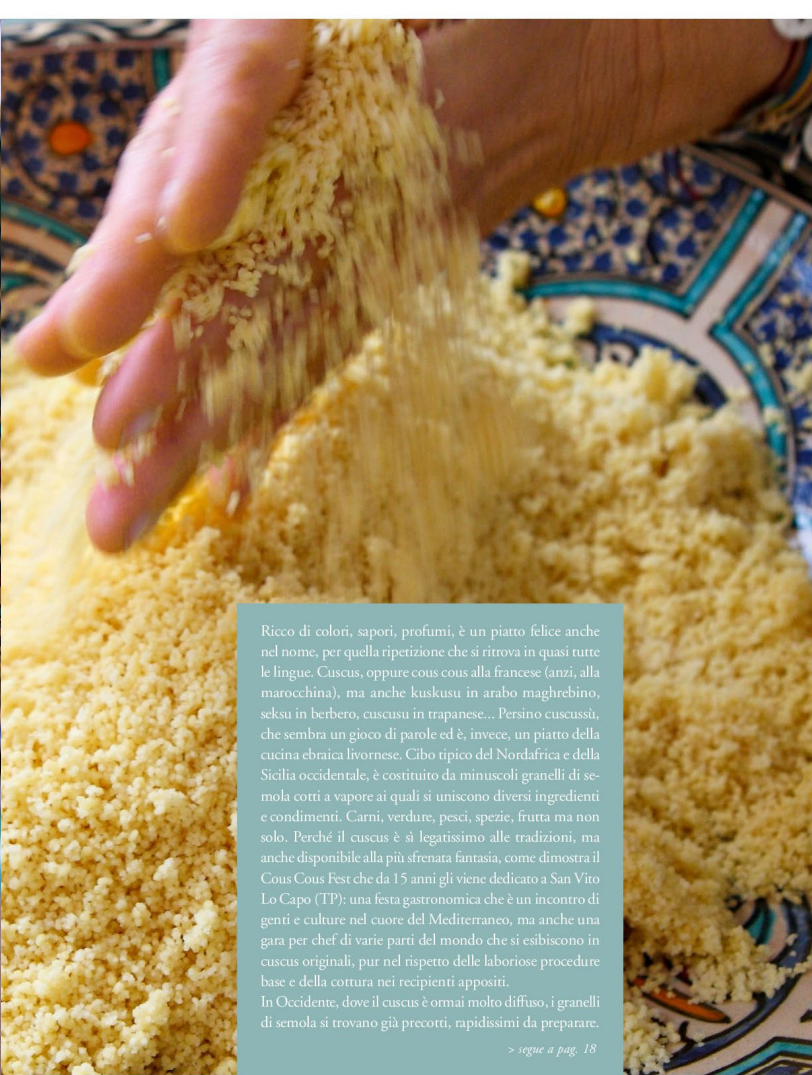 Ricco di colori, sapori, profumi, è un piatto felice anche
nel nome, per quella ripetizione che si ritrova in quasi tutte
le lingue. Cuscus, oppure cous cous alla francese (anzi, alla
marocchina), ma anche kuskusu in arabo maghrebino,
seksu in berbero, cuscusu in trapanese... Persino cuscussù,
che sembra un gioco di parole ed è, invece, un piatto della
cucina ebraica livornese. Cibo tipico del Nordafrica e della
Sicilia occidentale, è costituito da minuscoli granelli di se-
mola cotti a vapore ai quali si uniscono diversi ingredienti
e condimenti. Carni, verdure, pesci, spezie, frutta ma non
solo. Perché il cuscus è sì legatissimo alle tradizioni, ma
anche disponibile alla più sfrenata fantasia, come dimostra il
Cous Cous Fest che da 15 anni gli viene dedicato a San Vito
Lo Capo (TP): una festa gastronomica che è un incontro di
genti e culture nel cuore del Mediterraneo, ma anche una
gara per chef di varie parti del mondo che si esibiscono in
cuscus originali, pur nel rispetto delle laboriose procedure
base e della cottura nei recipienti appositi.
In Occidente, dove il cuscus è ormai molto diffuso, i granelli
di semola si trovano già precotti, rapidissimi da preparare.
> segue a pag. 18